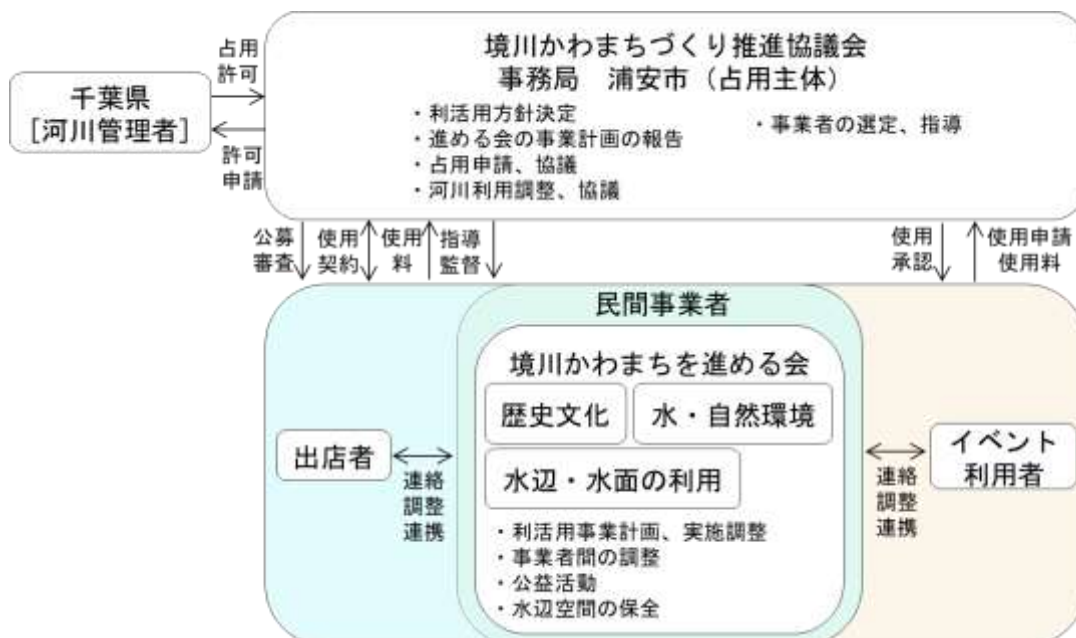 境川かわまちづくり推進協議会
事務局　浦安市（占用主体）
・利活用方針決定
・進める会の事業計画の報告
・占用申請、協議
・河川利用調整、協議
・事業者の選定、指導
占用
許可
千葉県
［河川管理者］
許可
申請
公募
審査
使用
契約
使用
料
指導
監督
使用
承認
使用申請
使用料
民間事業者
境川かわまちを進める会
歴史文化
水・自然環境
水辺・水面の利用
・利活用事業計画、実施調整
・事業者間の調整
・公益活動
・水辺空間の保全
出店者
連絡
調整
連携
イベント
利用者
連絡
調整
連携